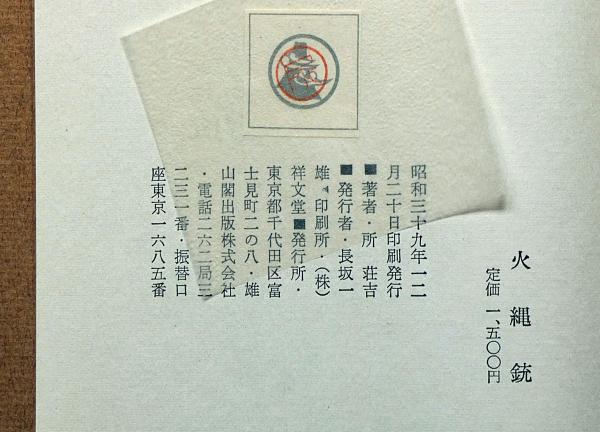 火縄銃
定価 一、五〇〇円
昭和三十九年一二
月二十日印刷発行
■著者・所 荘吉
■発行者・長坂一
雄・印刷所・(株)
祥文堂■発行所・
東京都千代田区富
士見町二の八・雄
山閣出版株式会社
・電話二六二局三
二三一番・振替口
座東京一六八五番